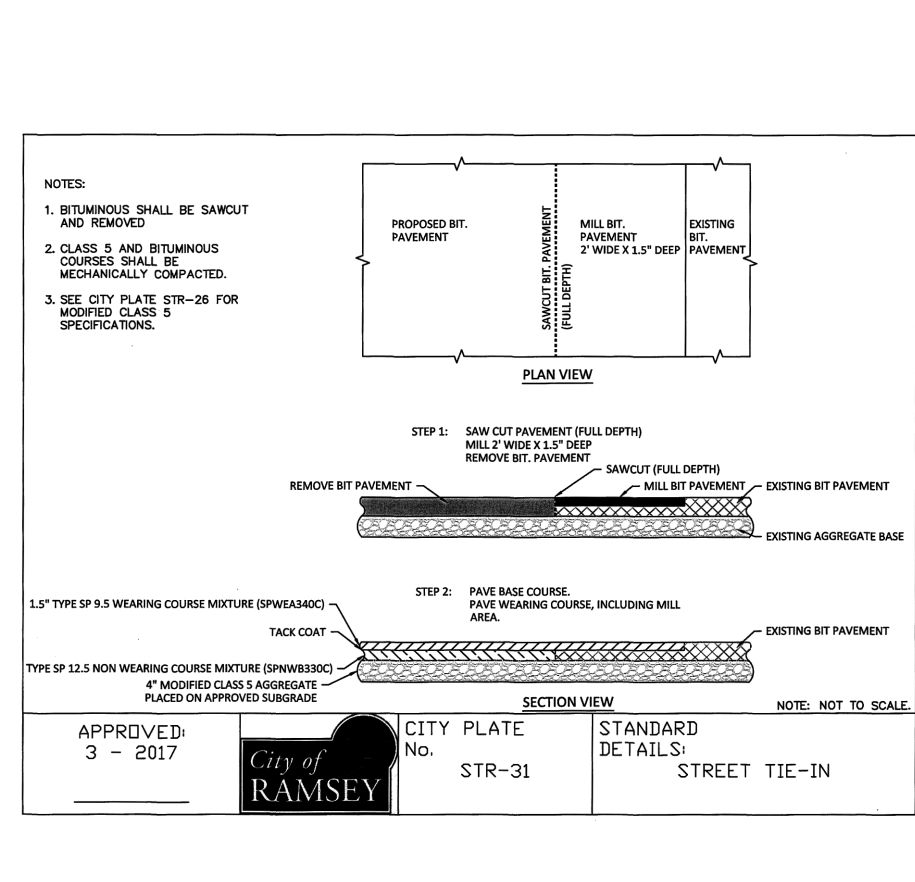 NOTES:
1. BITUMINOUS SHALL BE SAWCUT
AND REMOVED
2. CLASS 5 AND BITUMINOUS
COURSES SHALL BE
MECHANICALLY COMPACTED.
3. SEE CITY PLATE STR-26 FOR
MODIFIED CLASS 5
SPECIFICATIONS.
PROPOSED BIT.
PAVEMENT
SAWCUT BIT. PAVEMENT
(FULL DEPTH)
MILL BIT.
PAVEMENT
2' WIDE X 1.5" DEEP
EXISTING
BIT.
PAVEMENT
PLAN VIEW
STEP 1: SAW CUT PAVEMENT (FULL DEPTH)
MILL 2' WIDE X 1.5" DEEP
REMOVE BIT. PAVEMENT
SAWCUT (FULL DEPTH)
REMOVE BIT PAVEMENT
MILL BIT PAVEMENT
EXISTING BIT PAVEMENT
EXISTING AGGREGATE BASE
STEP 2: PAVE BASE COURSE.
PAVE WEARING COURSE, INCLUDING MILL
AREA.
1.5" TYPE SP 9.5 WEARING COURSE MIXTURE (SPWEA340C)
TACK COAT
EXISTING BIT PAVEMENT
TYPE SP 12.5 NON WEARING COURSE MIXTURE (SPNWB330C)
4" MODIFIED CLASS 5 AGGREGATE
PLACED ON APPROVED SUBGRADE
SECTION VIEW
NOTE: NOT TO SCALE.
APPROVED:
3 - 2017
City of
RAMSEY
CITY PLATE
No.
STR-31
STANDARD
DETAILS:
STREET TIE-IN